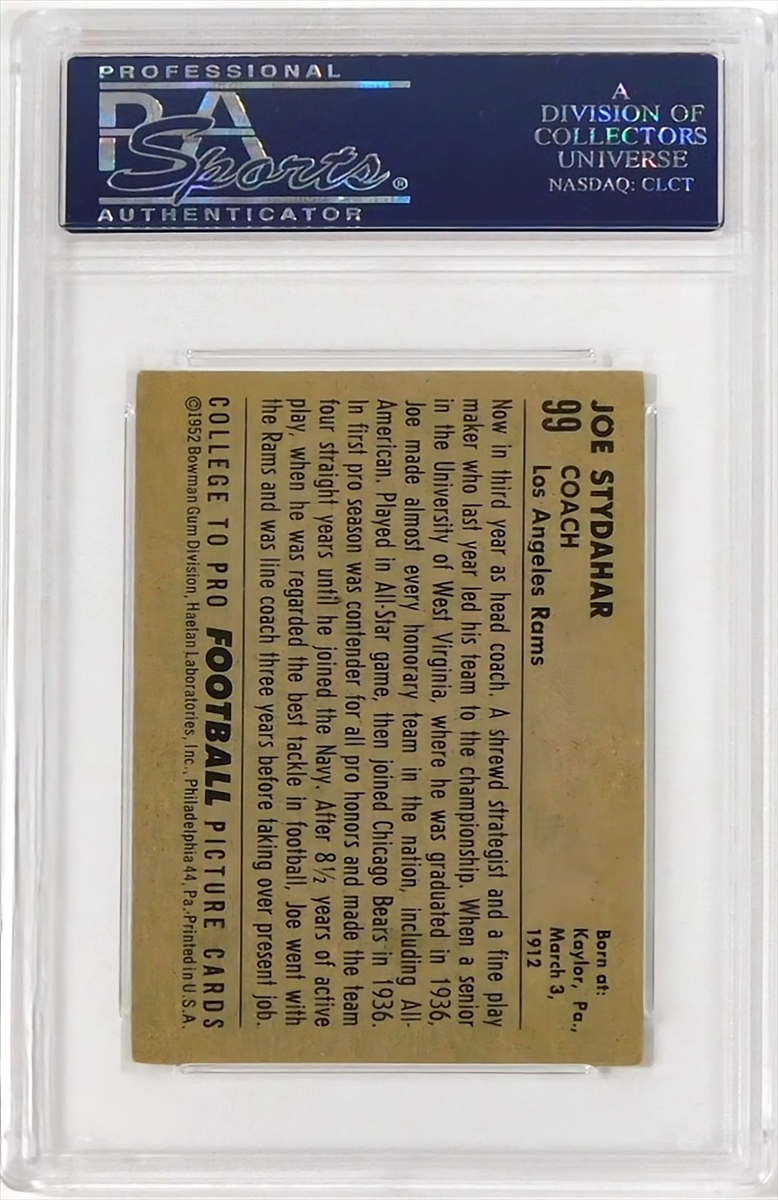 PROFESSIONAL
PSA
Sports®
AUTHENTICATOR
A
DIVISION OF
COLLECTORS
UNIVERSE
NASDAQ: CLCT
JOE STYDAHAR
99
COACH
Los Angeles Rams
Born at:
Kaylor, Pa.,
March 3,
1912
Now in third year as head coach. A shrewd strategist and a fine play
maker who last year led his team to the championship. When a senior
in the University of West Virginia, where he was graduated in 1936,
Joe made almost every honorary team in the nation, including All-
American. Played in All-Star game, then joined Chicago Bears in 1936.
In first pro season was contender for all pro honors and made the team
four straight years until he joined the Navy. After 8½ years of active
play, when he was regarded the best tackle in football, Joe went with
the Rams and was line coach three years before taking over present job.
COLLEGE TO PRO FOOTBALL PICTURE CARDS
©1952 Bowman Gum Division, Haelan Laboratories, Inc., Philadelphia 44, Pa. Printed in U.S.A.